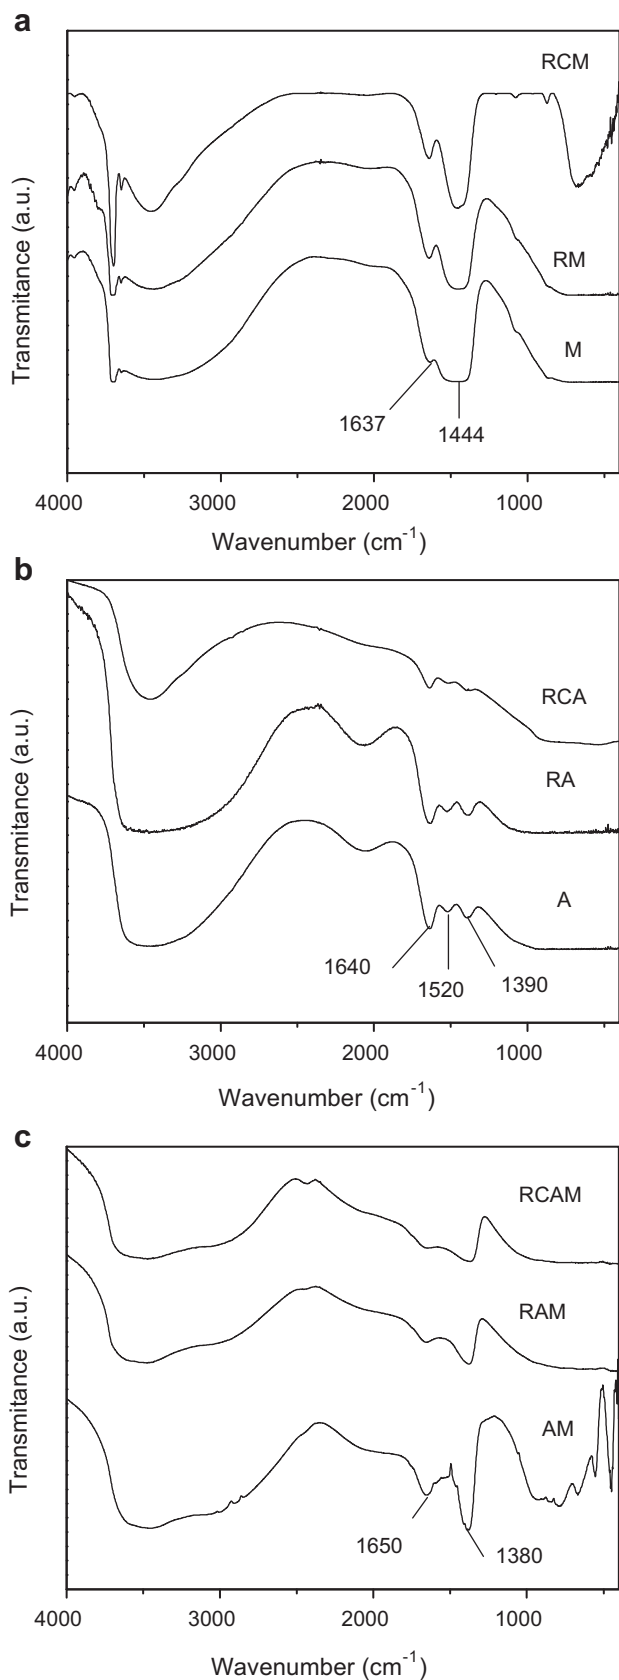 a
RCM
RM
M
1637
1444
Transmitance (a.u.)
4000 3000 2000 1000
Wavenumber (cm⁻¹)
b
RCA
RA
A
1640
1520
1390
Transmitance (a.u.)
4000 3000 2000 1000
Wavenumber (cm⁻¹)
c
RCAM
RAM
AM
1650
1380
Transmitance (a.u.)
4000 3000 2000 1000
Wavenumber (cm⁻¹)